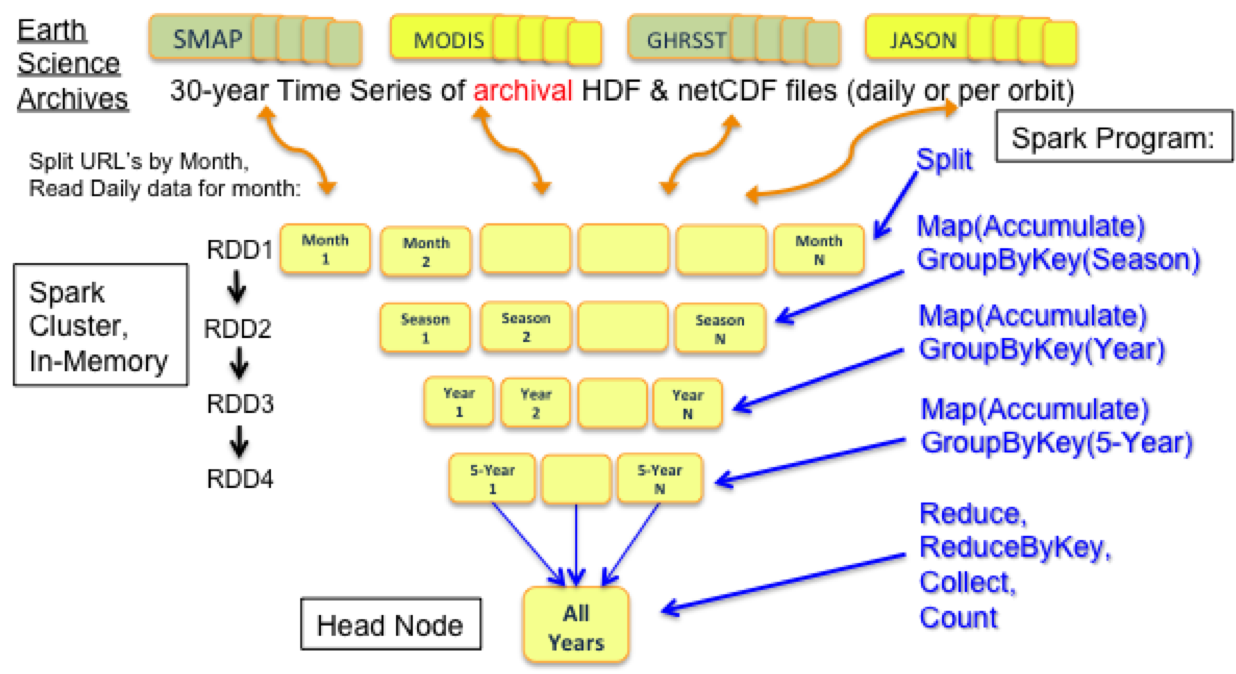 Earth
Science
Archives
SMAP
MODIS
GHRSST
JASON
30-year Time Series of archival HDF & netCDF files (daily or per orbit)
Spark Program:
Split URL's by Month,
Read Daily data for month:
Split
RDD1
Month
1
Month
2
Month
N
Map(Accumulate)
GroupByKey(Season)
Spark
Cluster,
In-Memory
RDD2
Season
1
Season
2
Season
N
Map(Accumulate)
GroupByKey(Year)
RDD3
Year
1
Year
2
Year
N
Map(Accumulate)
GroupByKey(5-Year)
RDD4
5-Year
1
5-Year
N
Reduce,
ReduceByKey,
Collect,
Count
Head Node
All
Years